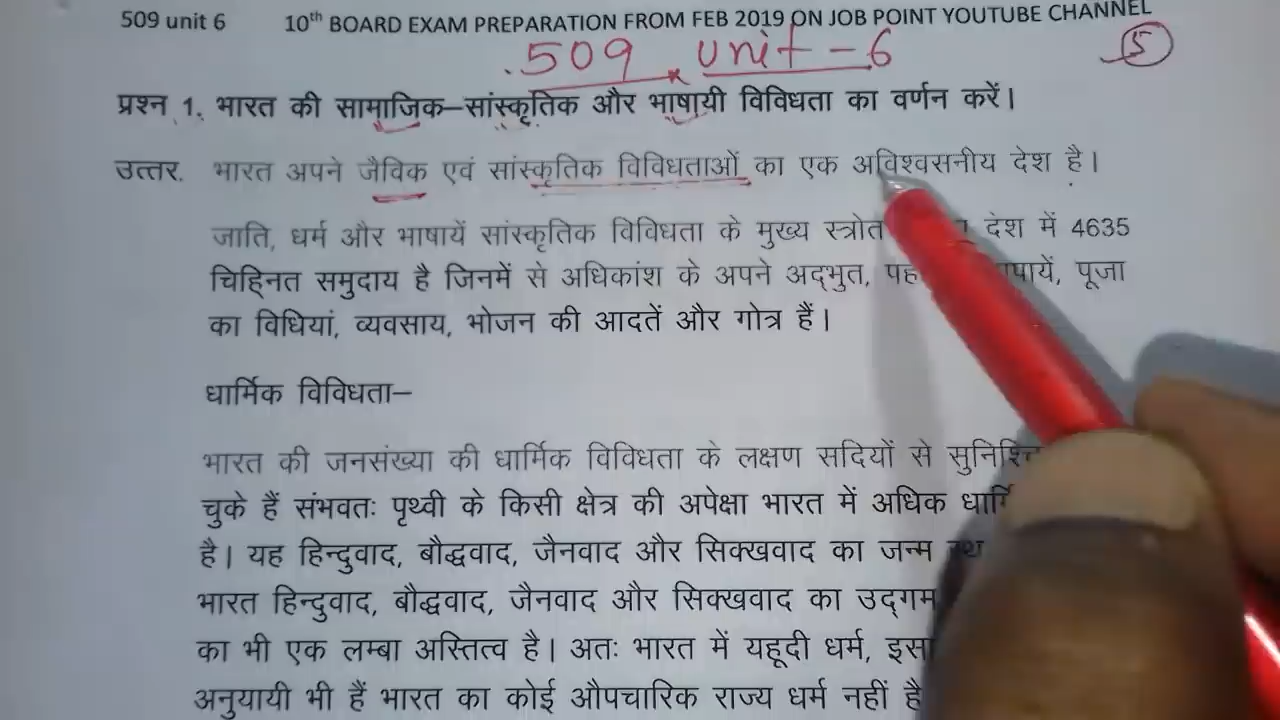 509 unit 6 10th BOARD EXAM PREPARATION FROM FEB 2019 ON JOB POINT YOUTUBE CHANNEL
509 unit-6 5
प्रश्न 1. भारत की सामाजिक–सांस्कृतिक और भाषायी विविधता का वर्णन करें।
उत्तर. भारत अपने जैविक एवं सांस्कृतिक विविधताओं का एक अविश्वसनीय देश है।
जाति, धर्म और भाषायें सांस्कृतिक विविधता के मुख्य स्त्रोत देश में 4635
चिह्नित समुदाय है जिनमें से अधिकांश के अपने अद्भुत, पूजा
का विधियां, व्यवसाय, भोजन की आदतें और गोत्र हैं।
धार्मिक विविधता–
भारत की जनसंख्या की धार्मिक विविधता के लक्षण सदियों से
चुके हैं संभवतः पृथ्वी के किसी क्षेत्र की अपेक्षा भारत में अधिक
है। यह हिन्दुवाद, बौद्धवाद, जैनवाद और सिक्खवाद का जन्म
भारत हिन्दुवाद, बौद्धवाद, जैनवाद और सिक्खवाद का उद्गम
का भी एक लम्बा अस्तित्व है। अतः भारत में यहूदी धर्म,
अनुयायी भी हैं भारत का कोई औपचारिक राज्य धर्म नहीं है